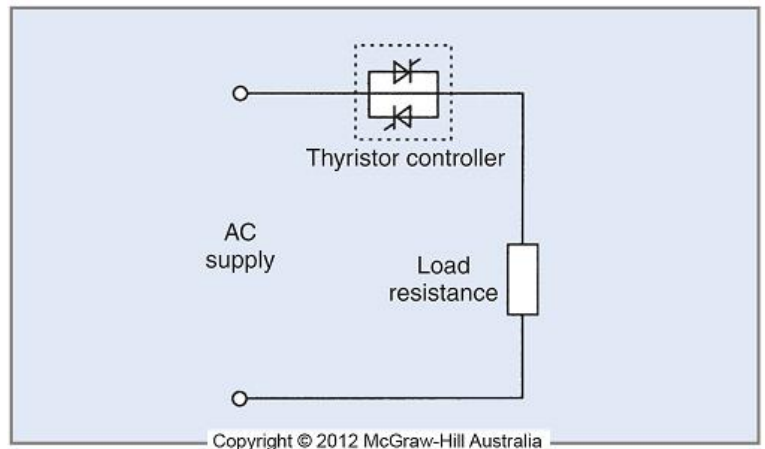 Thyristor controller
AC
supply
Load
resistance
Copyright © 2012 McGraw-Hill Australia